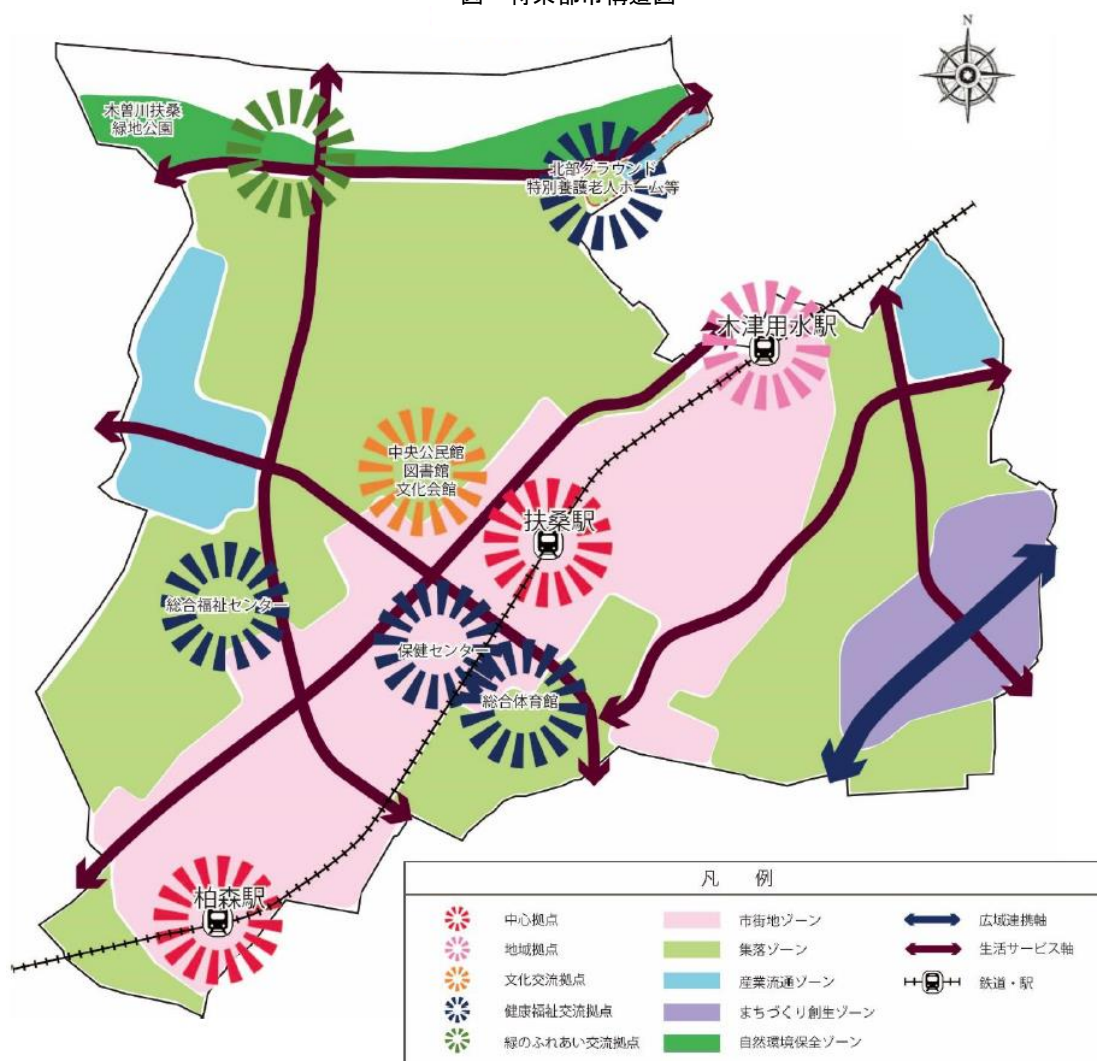 図 将来都市構造図
N
木曽川扶桑
緑地公園
北部グラウンド
特別養護老人ホーム等
木津用水駅
中央公民館
図書館
文化会館
扶桑駅
総合福祉センター
保健センター
総合体育館
柏森駅
凡 例
中心拠点
市街地ゾーン
広域連携軸
地域拠点
集落ゾーン
生活サービス軸
文化交流拠点
産業流通ゾーン
鉄道・駅
健康福祉交流拠点
まちづくり創生ゾーン
緑のふれあい交流拠点
自然環境保全ゾーン